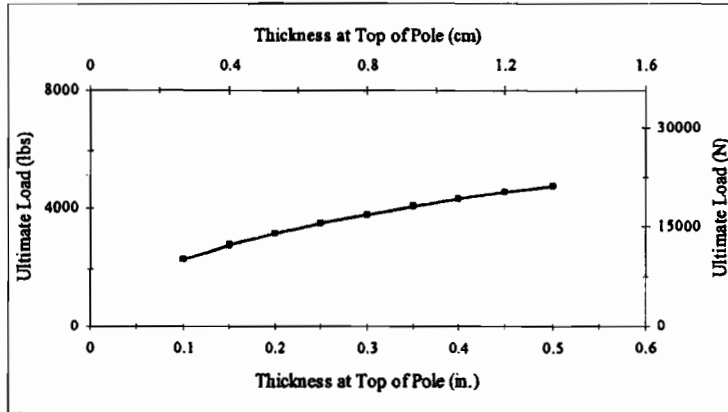 Thickness at Top of Pole (cm)
0 0.4 0.8 1.2 1.6
8000
4000
0
Ultimate Load (lbs)
30000
15000
0
Ultimate Load (N)
0 0.1 0.2 0.3 0.4 0.5 0.6
Thickness at Top of Pole (in.)